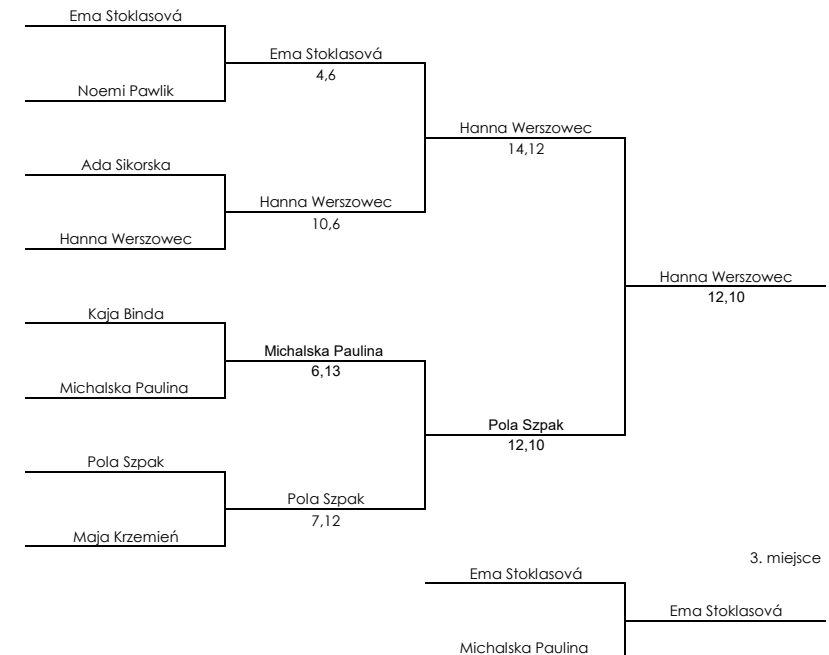 Ema Stoklasová
Ema Stoklasová
4,6
Noemi Pawlik
Hanna Werszowec
14,12
Ada Sikorska
Hanna Werszowec
10,6
Hanna Werszowec
Hanna Werszowec
12,10
Kaja Binda
Michalska Paulina
6,13
Michalska Paulina
Pola Szpak
12,10
Pola Szpak
Pola Szpak
7,12
Maja Krzemień
3. miejsce
Ema Stoklasová
Ema Stoklasová
Michalska Paulina